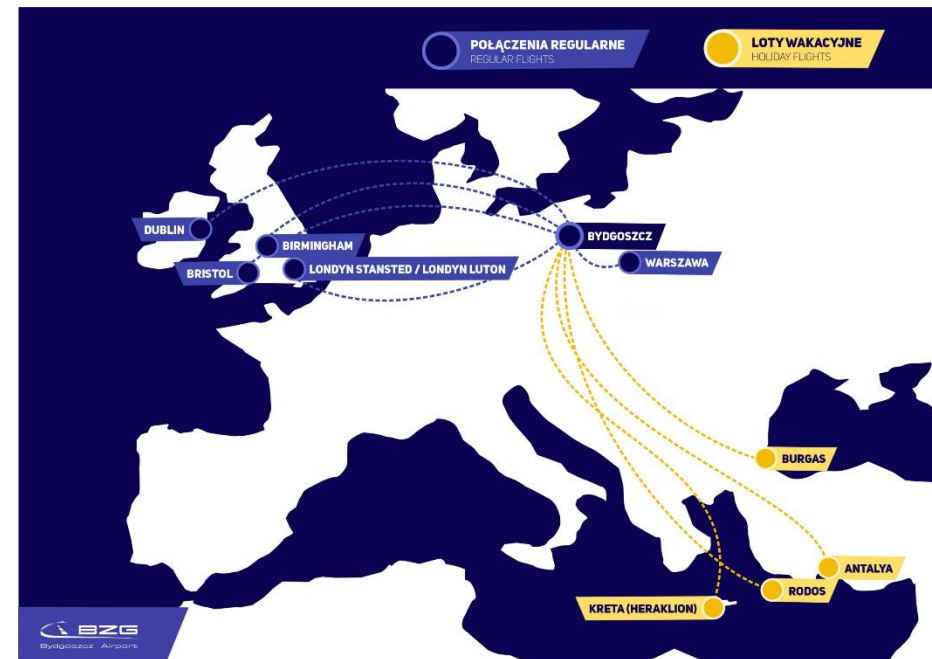 POŁĄCZENIA REGULARNE
REGULAR FLIGHTS
LOTY WAKACYJNE
HOLIDAY FLIGHTS
DUBLIN
BYDGOSZCZ
BIRMINGHAM
WARSZAWA
BRISTOL
LONDYN STANSTED / LONDYN LUTON
BURGAS
ANTALYA
RODOS
KRETA (HERAKLION)
BZG
Bydgoszcz Airport